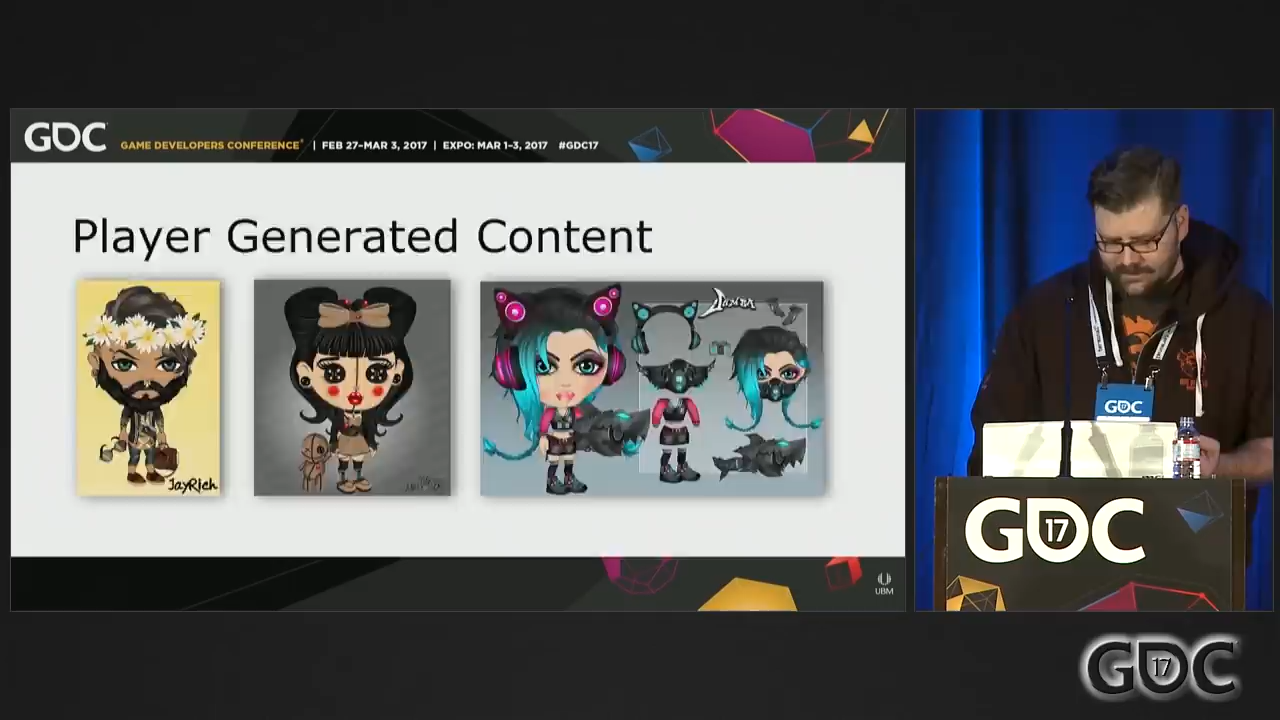 GDC GAME DEVELOPERS CONFERENCE® | FEB 27-MAR 3, 2017 | EXPO: MAR 1-3, 2017 #GDC17
Player Generated Content
JayRich
UBM
GDC
GDC 17
GDC 17